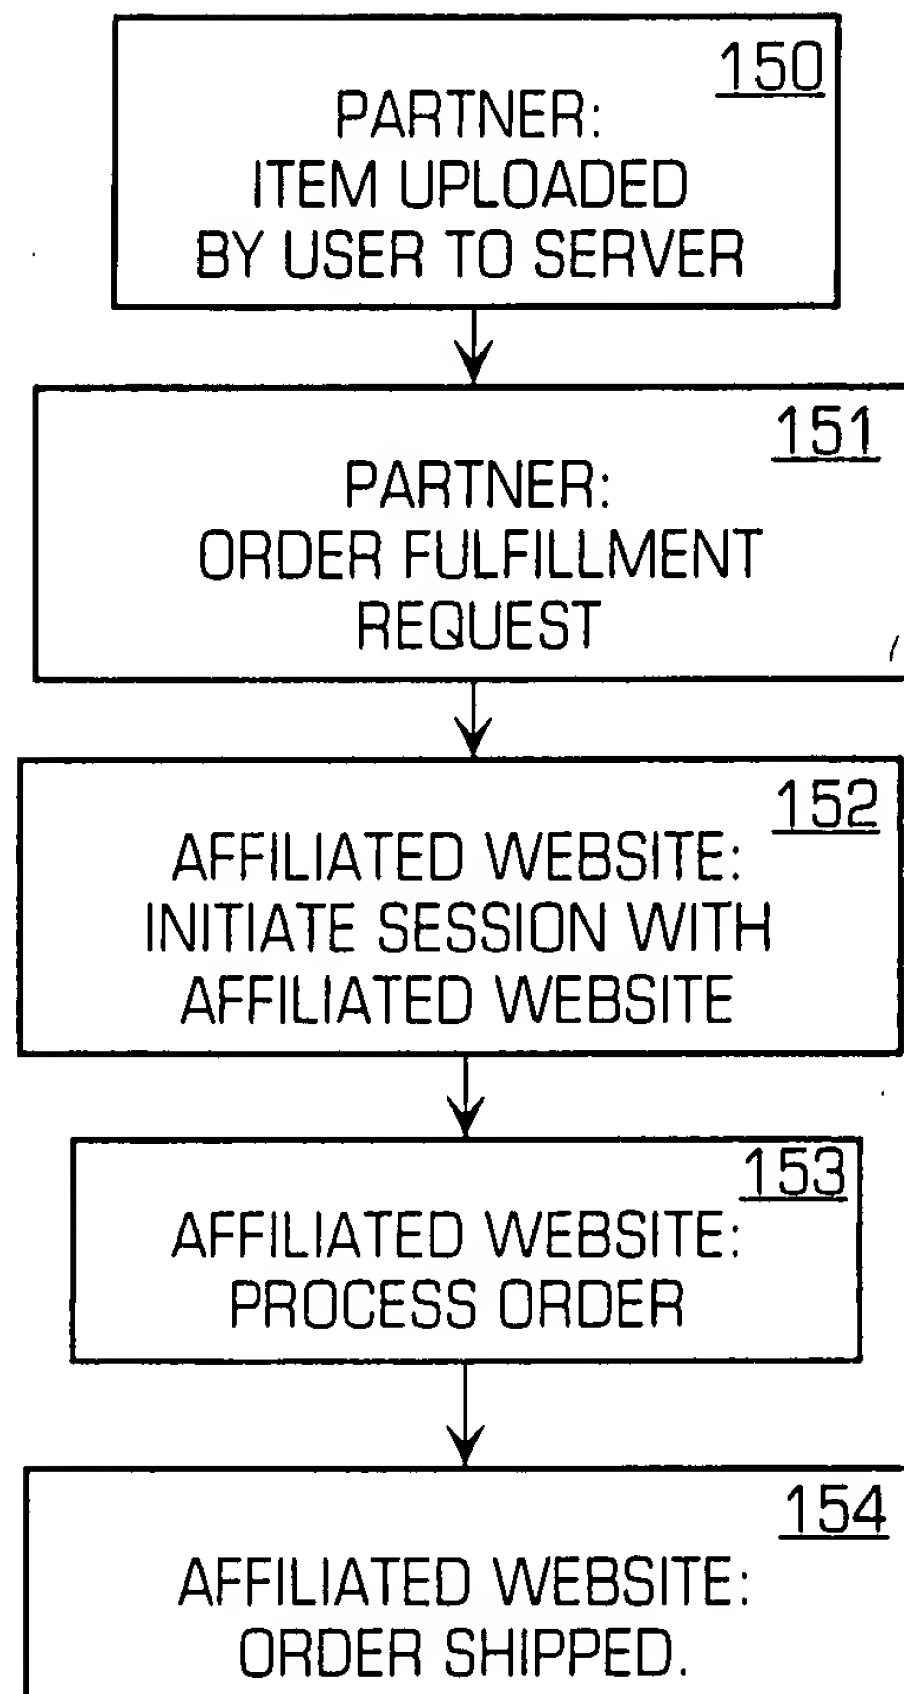 150
PARTNER:
ITEM UPLOADED
BY USER TO SERVER
151
PARTNER:
ORDER FULFILLMENT
REQUEST
152
AFFILIATED WEBSITE:
INITIATE SESSION WITH
AFFILIATED WEBSITE
153
AFFILIATED WEBSITE:
PROCESS ORDER
154
AFFILIATED WEBSITE:
ORDER SHIPPED.